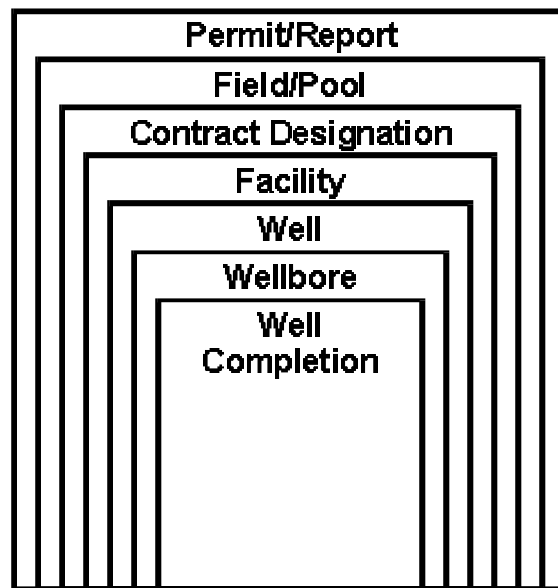 Permit/Report
Field/Pool
Contract Designation
Facility
Well
Wellbore
Well
Completion